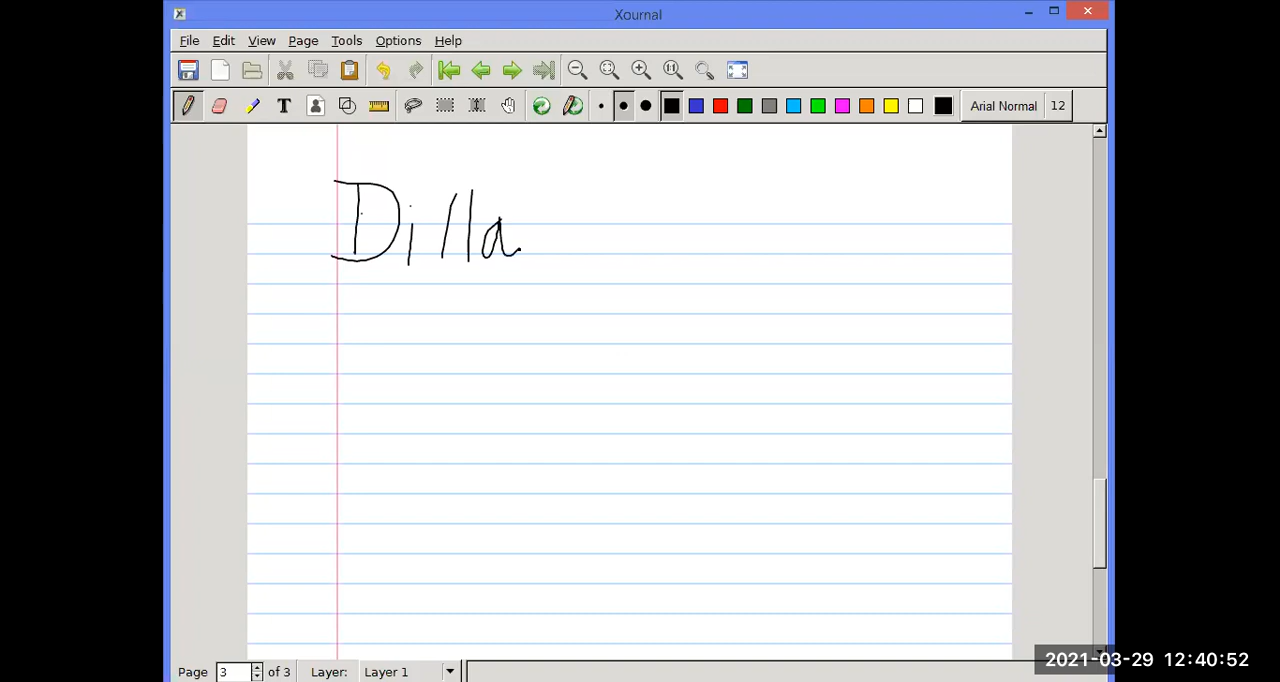 Xournal
File Edit View Page Tools Options Help
Arial Normal 12
Dilla
Page 3 of 3 Layer: Layer 1
2021-03-29 12:40:52